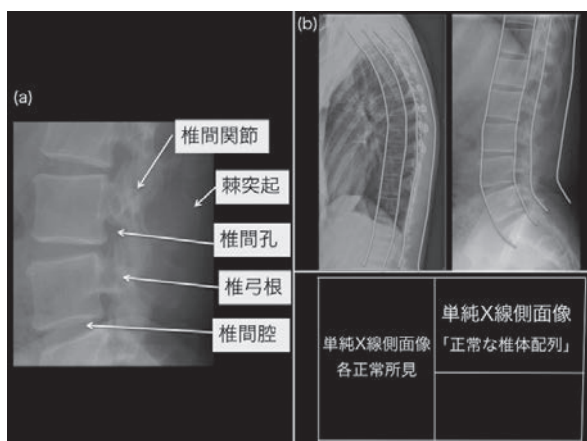 (a)
椎間関節
棘突起
椎間孔
椎弓根
椎間腔
(b)
単純X線側面像
各正常所見
単純X線側面像
「正常な椎体配列」